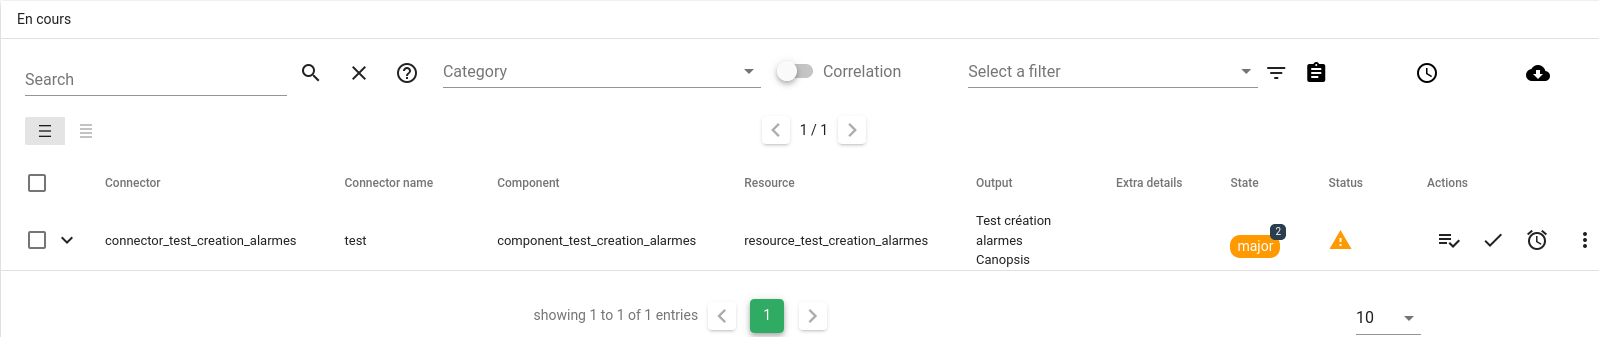 En cours
Search
Category
Correlation
Select a filter
1 / 1
Connector Connector name Component Resource Output Extra details State Status Actions
connector_test_creation_alarmes test component_test_creation_alarmes resource_test_creation_alarmes Test création alarmes Canopsis major 2
showing 1 to 1 of 1 entries 1 10